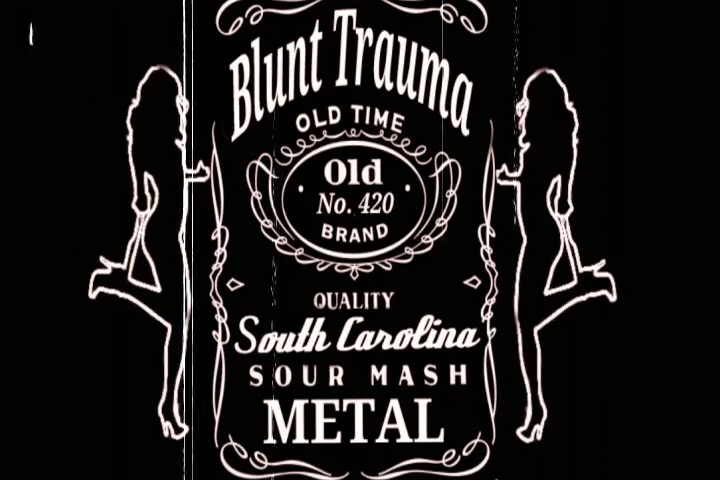 Blunt Trauma
OLD TIME
Old
No. 420
BRAND
QUALITY
South Carolina
SOUR MASH
METAL